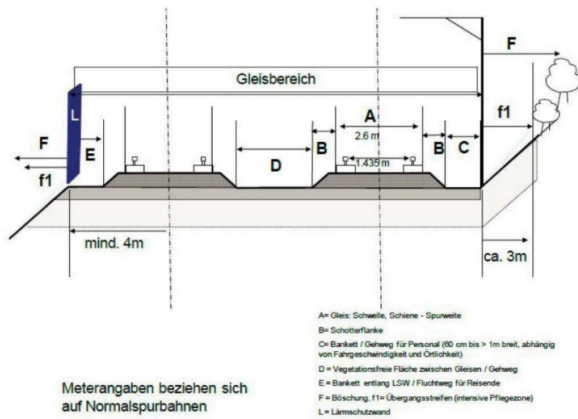 F
Gleisbereich
L
A
f1
2.6 m
F
E
B
B
C
1.435 m
D
f1
mind. 4m
ca. 3m
A= Gleis: Schwelle, Schiene - Spurweite
B= Schotterflanke
C= Bankett / Gehweg für Personal (60 cm bis > 1m breit, abhängig
von Fahrgeschwindigkeit und Örtlichkeit)
D = Vegetationsfreie Fläche zwischen Gleisen / Gehweg
E = Bankett entlang LSW / Fluchtweg für Reisende
F = Böschung, f1= Übergangsstreifen (intensive Pflegezone)
L = Lärmschutzwand
Meterangaben beziehen sich
auf Normalspurbahnen